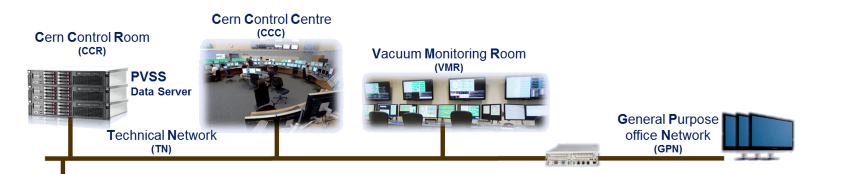 Cern Control Room
(CCR)
PVSS
Data Server
Cern Control Centre
(CCC)
Vacuum Monitoring Room
(VMR)
Technical Network
(TN)
General Purpose
office Network
(GPN)